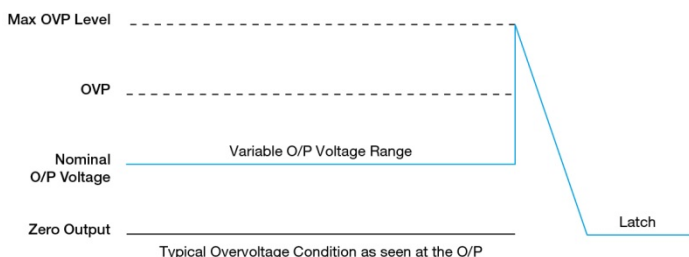 Max OVP Level
OVP
Variable O/P Voltage Range
Nominal
O/P Voltage
Zero Output
Latch
Typical Overvoltage Condition as seen at the O/P